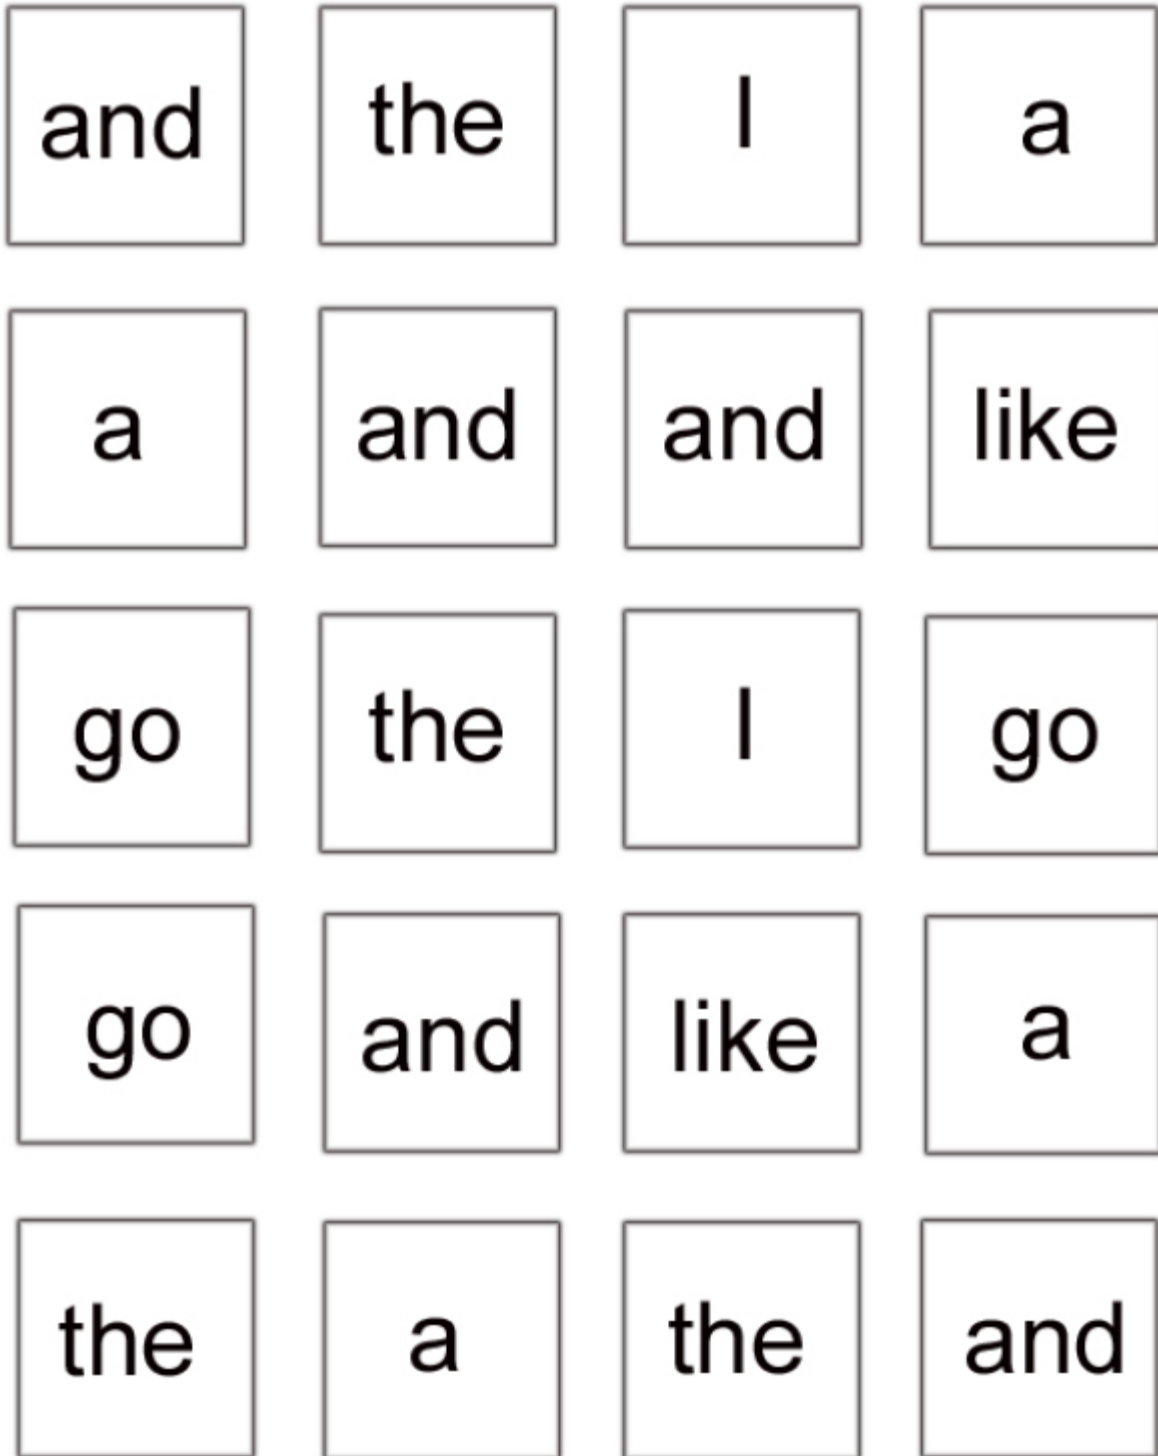 and the I a
a and and like
go the I go
go and like a
the a the and